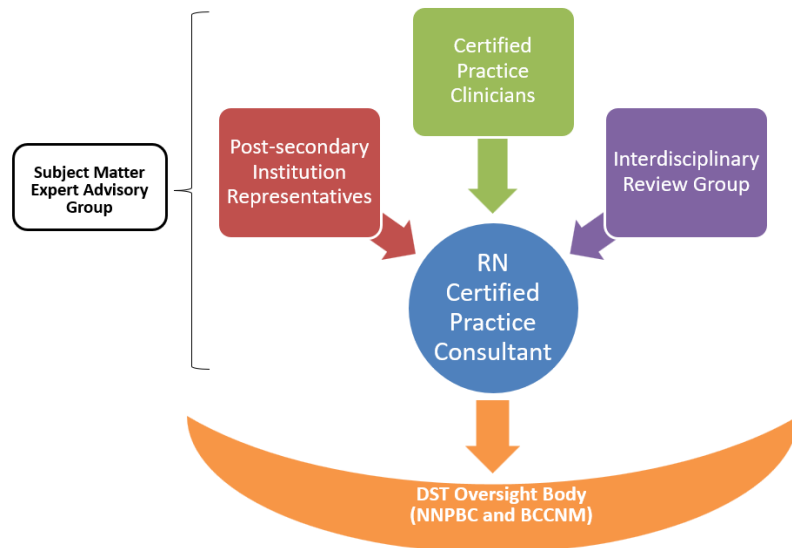 Certified
Practice
Clinicians
Post-secondary
Institution
Representatives
Interdisciplinary
Review Group
Subject Matter
Expert Advisory
Group
RN
Certified
Practice
Consultant
DST Oversight Body
(NNPBC and BCCNM)